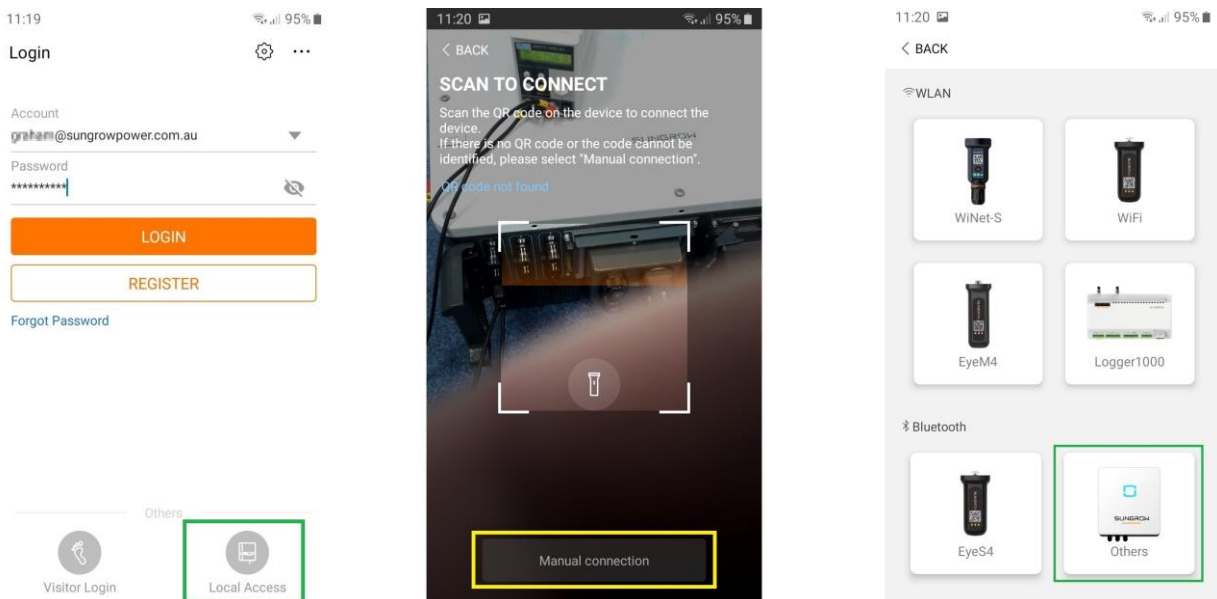 11:19
95%
Login
Account
@sungrowpower.com.au
Password
**********
LOGIN
REGISTER
Forgot Password
Others
Visitor Login
Local Access
11:20
95%
< BACK
SCAN TO CONNECT
Scan the QR code on the device to connect the
device.
If there is no QR code or the code cannot be
identified, please select "Manual connection".
SUNGROW
QR code not found
Manual connection
11:20
95%
< BACK
WLAN
WiNet-S
WiFi
EyeM4
Logger1000
Bluetooth
EyeS4
SUNGROW
Others